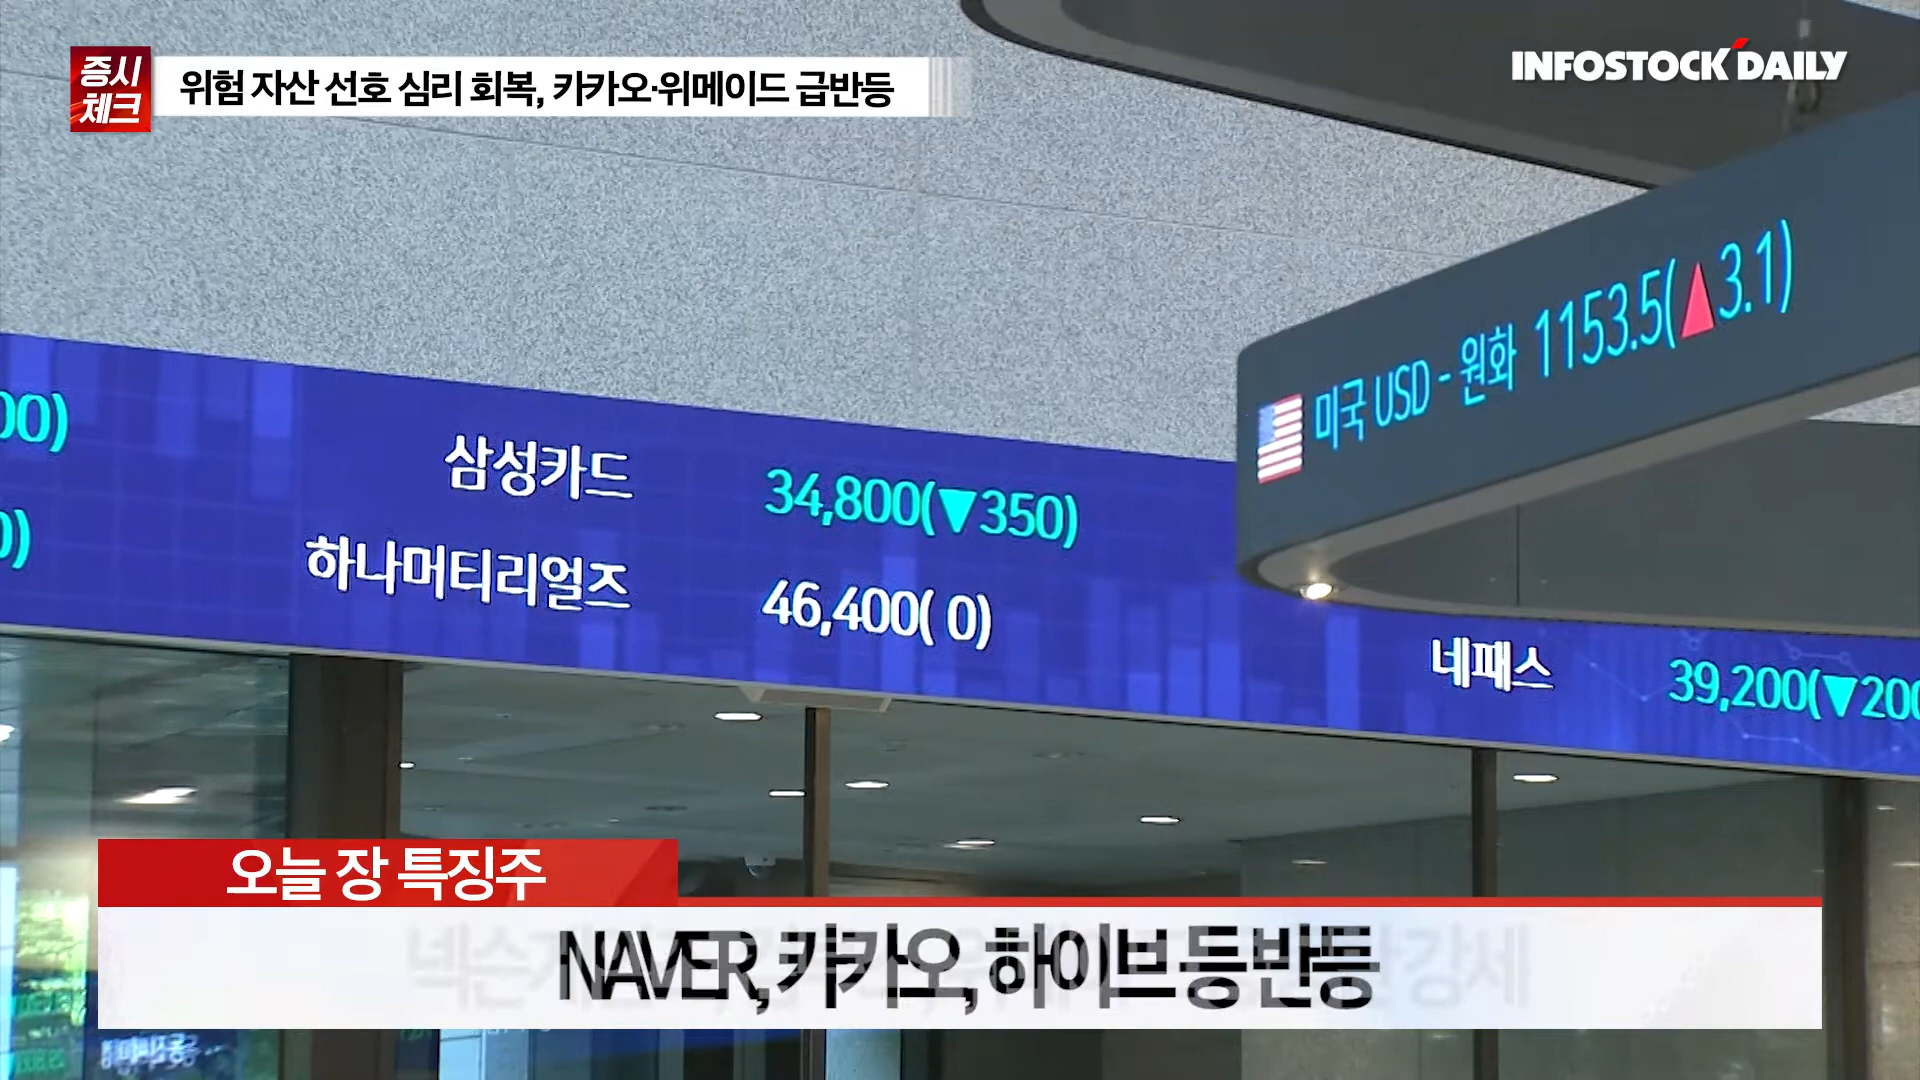 증시
체크
위험 자산 선호 심리 회복, 카카오·위메이드 급반등
INFOSTOCK DAILY
미국 USD - 원화 1153.5(▲3.1)
00)
삼성카드 34,800(▼350)
0)
하나머티리얼즈 46,400( 0)
네패스 39,200(▼200
오늘 장 특징주
NAVER, 카카오, 하이브 등 반등